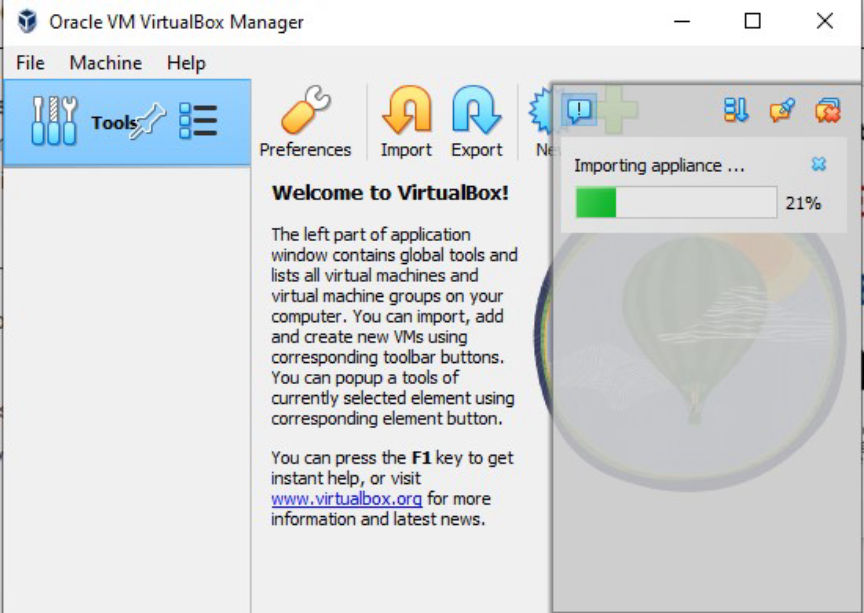 Oracle VM VirtualBox Manager
File Machine Help
Tools
Preferences
Import
Export
Importing appliance ...
21%
Welcome to VirtualBox!
The left part of application
window contains global tools and
lists all virtual machines and
virtual machine groups on your
computer. You can import, add
and create new VMs using
corresponding toolbar buttons.
You can popup a tools of
currently selected element using
corresponding element button.
You can press the F1 key to get
instant help, or visit
www.virtualbox.org for more
information and latest news.